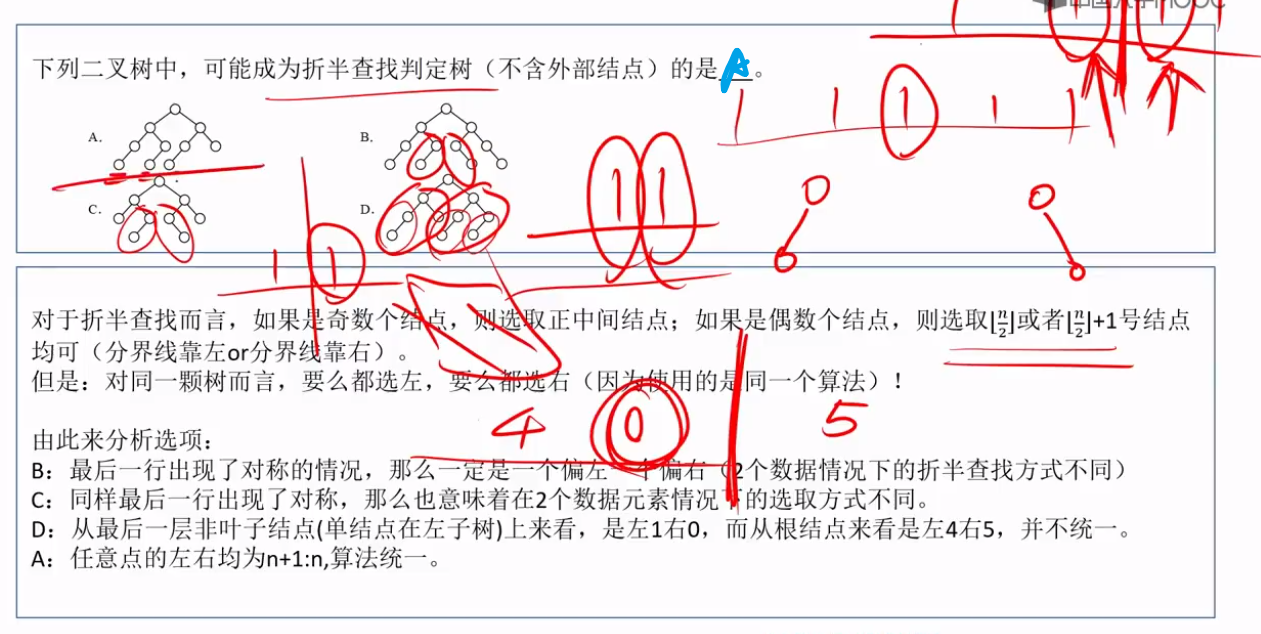 中国大学MOOC
下列二叉树中，可能成为折半查找判定树（不含外部结点）的是 A 。
1 1 1 1 1
A. B.
C. D.
1 1
1 1
对于折半查找而言，如果是奇数个结点，则选取正中间结点；如果是偶数个结点，则选取⌊n/2⌋或者⌊n/2⌋+1号结点
均可（分界线靠左or分界线靠右）。
但是：对同一颗树而言，要么都选左，要么都选右（因为使用的是同一个算法）！
4 0 5
由此来分析选项：
B：最后一行出现了对称的情况，那么一定是一个偏左一个偏右（2个数据情况下的折半查找方式不同）
C：同样最后一行出现了对称，那么也意味着在2个数据元素情况下的选取方式不同。
D：从最后一层非叶子结点(单结点在左子树)上来看，是左1右0，而从根结点来看是左4右5，并不统一。
A：任意点的左右均为n+1:n,算法统一。